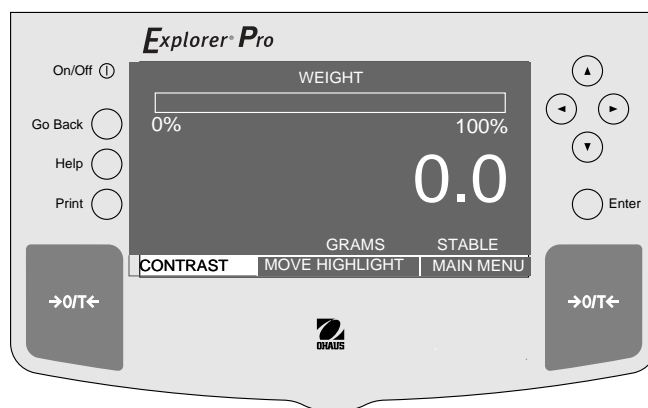 Explorer® Pro
On/Off
WEIGHT
Go Back
0% 100%
Help
0.0
Print
Enter
GRAMS STABLE
CONTRAST MOVE HIGHLIGHT MAIN MENU
→0/T← →0/T←
OHAUS